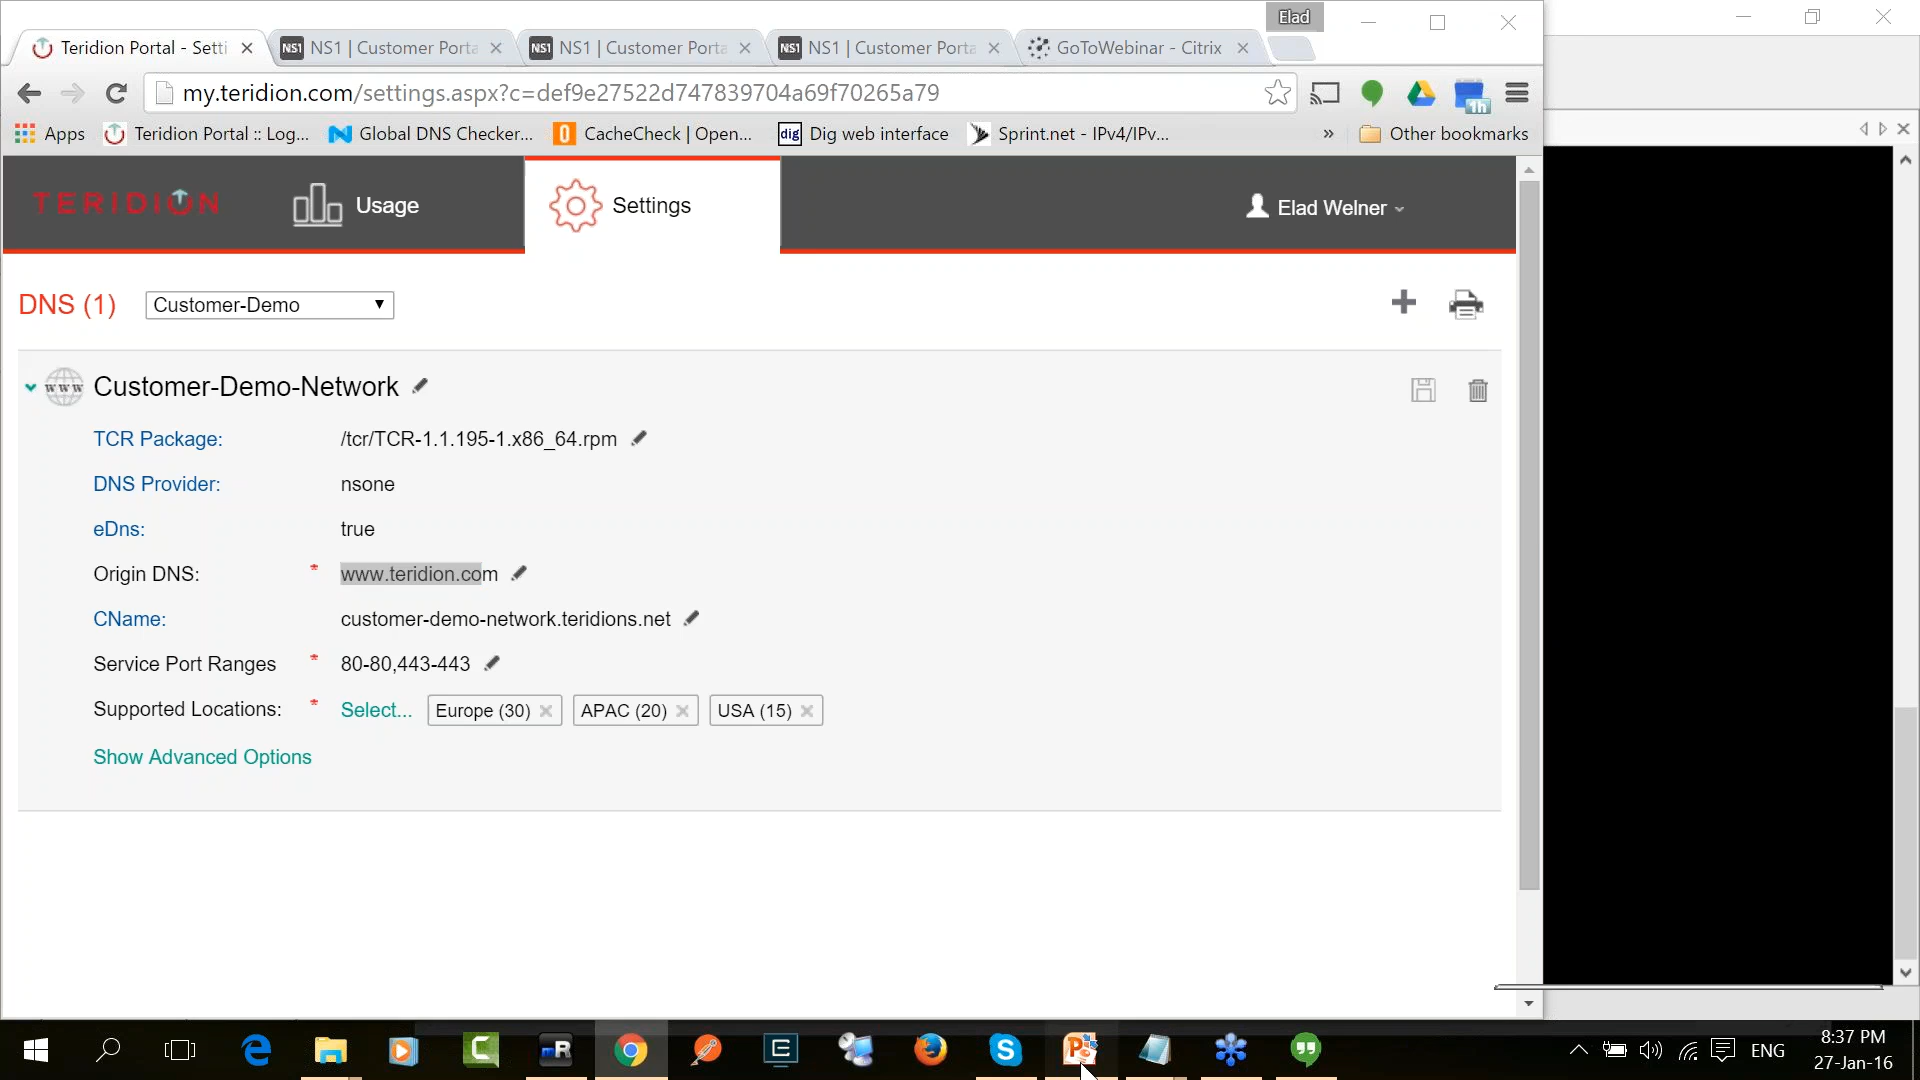 Elad
Teridion Portal - Setti
NS1 | Customer Porta
NS1 | Customer Porta
NS1 | Customer Porta
GoToWebinar - Citrix
my.teridion.com/settings.aspx?c=def9e27522d747839704a69f70265a79
1h
Apps
Teridion Portal :: Log...
Global DNS Checker...
CacheCheck | Open...
dig
Dig web interface
Sprint.net - IPv4/IPv...
»
Other bookmarks
TERIDION
Usage
Settings
Elad Welner
DNS (1)
Customer-Demo
www
Customer-Demo-Network
TCR Package: /tcr/TCR-1.1.195-1.x86_64.rpm
DNS Provider: nsone
eDns: true
Origin DNS: * www.teridion.com
CName: customer-demo-network.teridions.net
Service Port Ranges * 80-80,443-443
Supported Locations: * Select... Europe (30) APAC (20) USA (15)
Show Advanced Options
ENG
8:37 PM
27-Jan-16